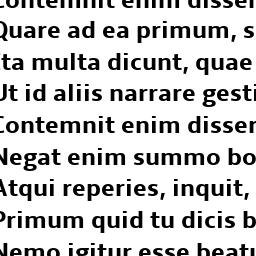 Contemnit enim disser
Quare ad ea primum, s
Ita multa dicunt, quae
Ut id aliis narrare gesti
Contemnit enim disser
Negat enim summo bo
Atqui reperies, inquit,
Primum quid tu dicis b
Nemo igitur esse beatu